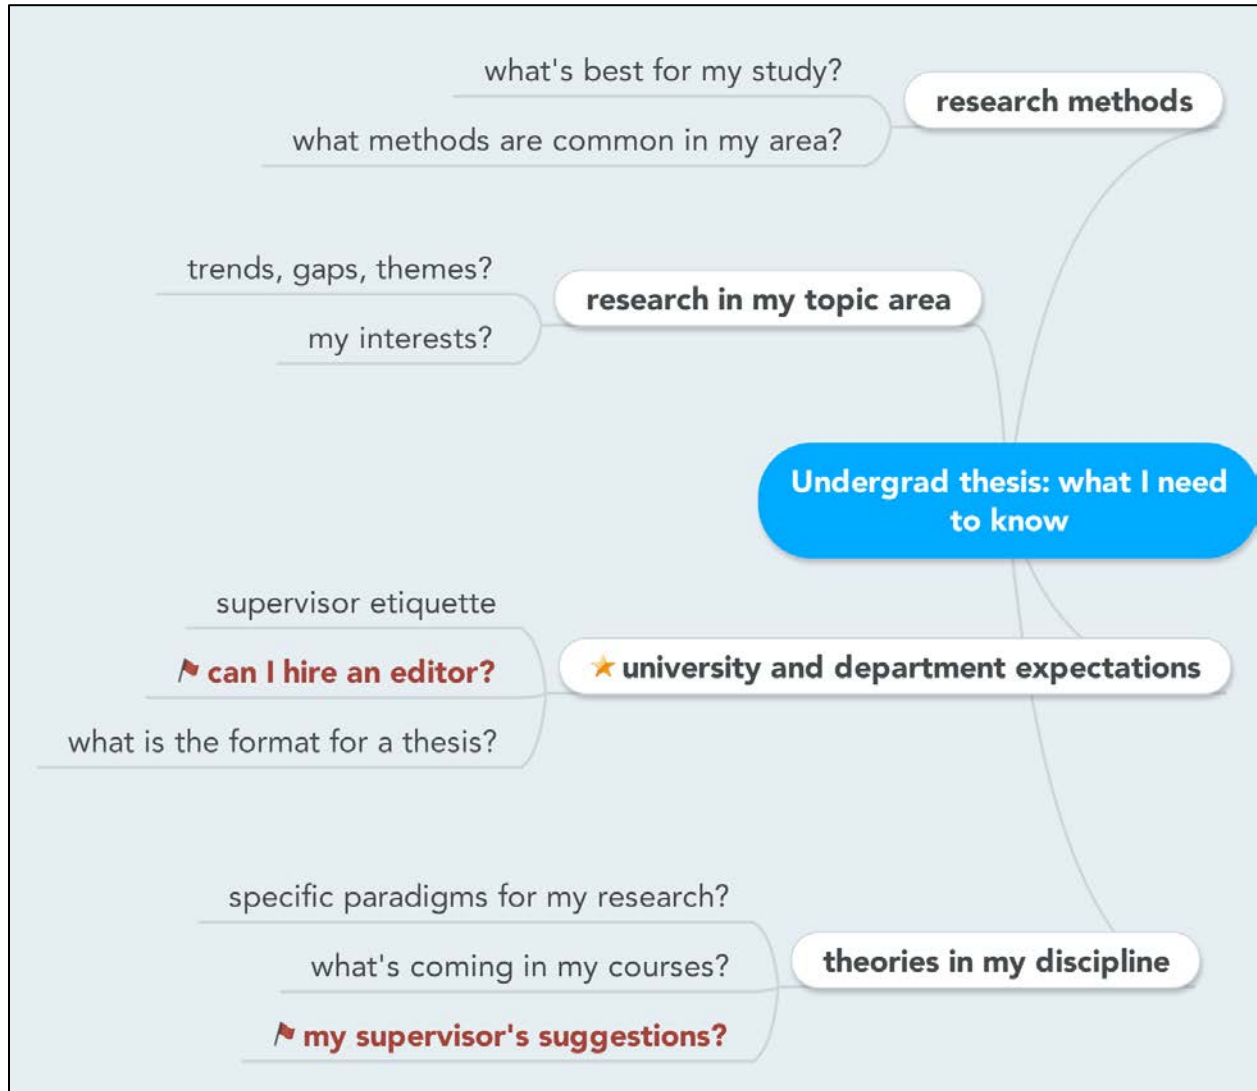 what's best for my study?
research methods
what methods are common in my area?
trends, gaps, themes?
research in my topic area
my interests?
Undergrad thesis: what I need
to know
supervisor etiquette
can I hire an editor?
university and department expectations
what is the format for a thesis?
specific paradigms for my research?
what's coming in my courses?
theories in my discipline
my supervisor's suggestions?